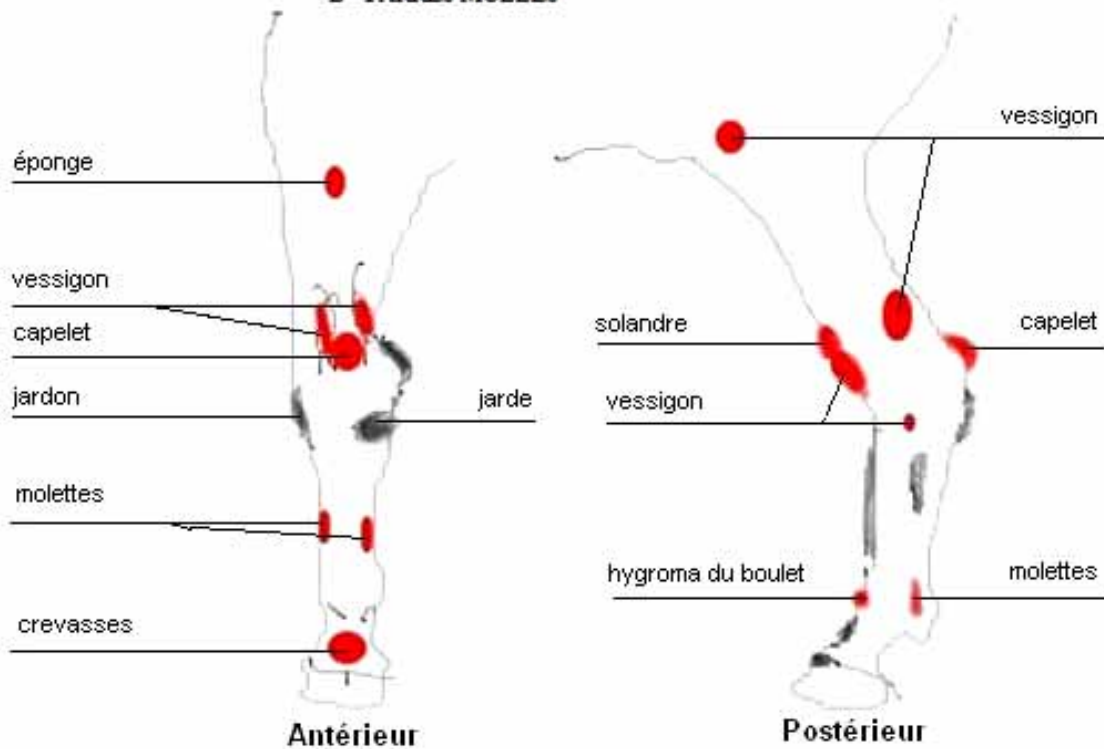 éponge
vessigon
capelet
jardon
jarde
molettes
crevasses
Antérieur
vessigon
solandre
capelet
vessigon
hygroma du boulet
molettes
Postérieur